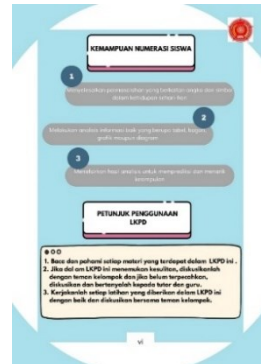 KEMAMPUAN NUMERASI SISWA
1
Menyelesaikan permasalahan yang berkaitan angka dan simbol
dalam kehidupan sehari-hari
2
Melakukan analisis informasi baik yang berupa tabel, bagan,
grafik maupun diagram
3
Menafsirkan hasil analisis untuk memprediksi dan menarik
kesimpulan
PETUNJUK PENGGUNAAN
LKPD
1. Baca dan pahami setiap materi yang terdapat dalam LKPD ini .
2. Jika dalam LKPD ini menemukan kesulitan, diskusikanlah
dengan teman kelompok dan jika belum terpecahkan,
diskusikan dan bertanyalah kepada tutor dan guru.
3. Kerjakanlah setiap latihan yang diberikan dalam LKPD ini
dengan baik dan diskusikan bersama teman kelompok.
vi